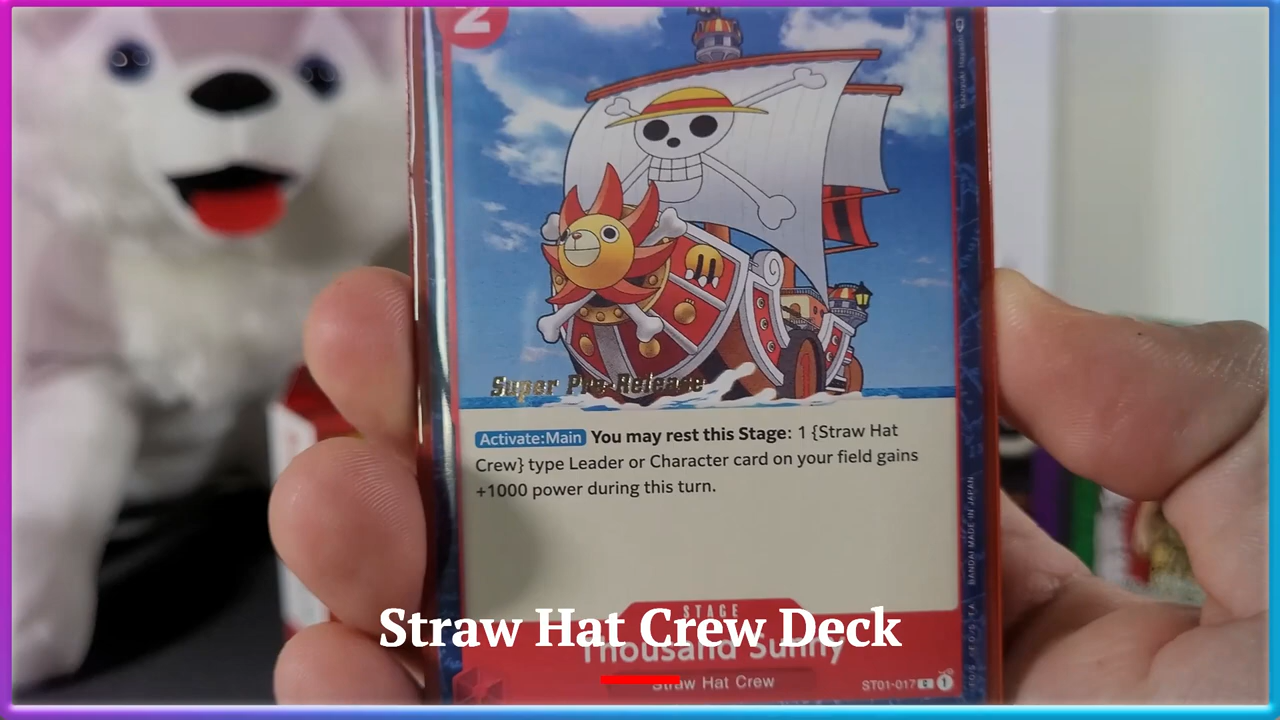 2
Super Pre-Release
Activate:Main You may rest this Stage: 1 {Straw Hat
Crew} type Leader or Character card on your field gains
+1000 power during this turn.
BANDAI MADE IN JAPAN
STAGE
Straw Hat Crew Deck
Thousand Sunny
Straw Hat Crew
ST01-017 C 1